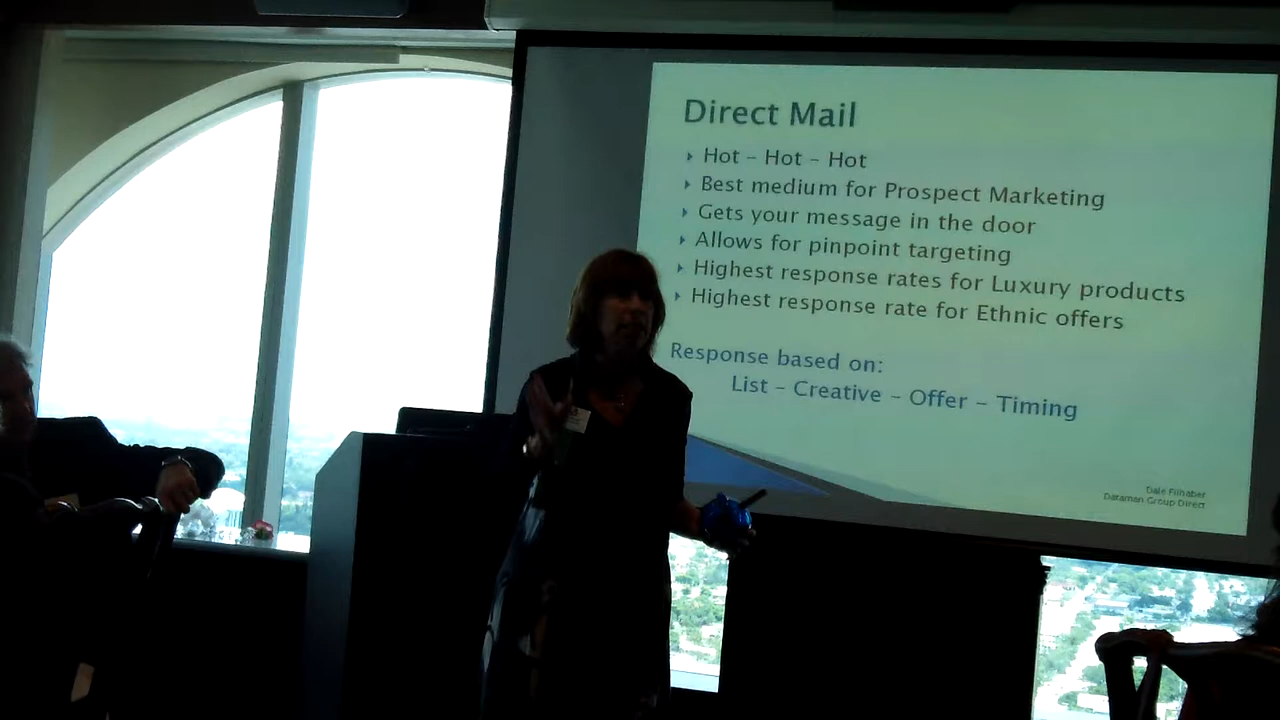 Direct Mail
Hot – Hot – Hot
Best medium for Prospect Marketing
Gets your message in the door
Allows for pinpoint targeting
Highest response rates for Luxury products
Highest response rate for Ethnic offers
Response based on:
List – Creative – Offer – Timing
Dale Filhaber
Dataman Group Direct